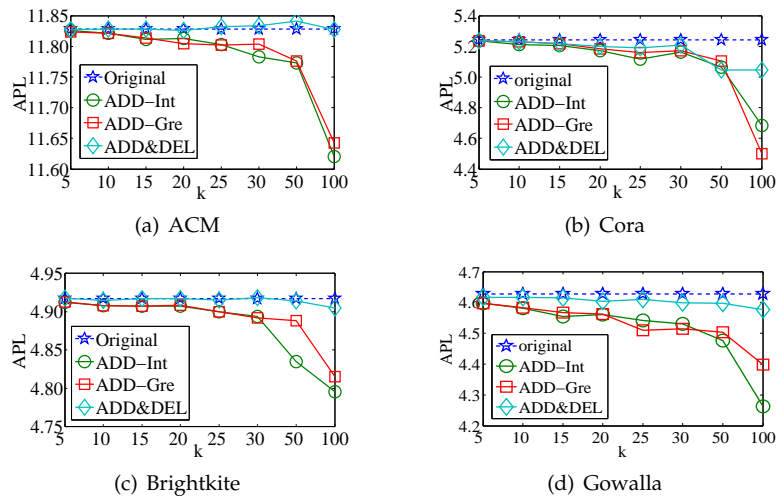 11.85
11.80
11.75
11.70
11.65
11.60
APL
Original
ADD-Int
ADD-Gre
ADD&DEL
5 10 15 20 25 30 50 100
k
(a) ACM
5.4
5.2
5.0
4.8
4.6
4.4
APL
original
ADD-Int
ADD-Gre
ADD&DEL
5 10 15 20 25 30 50 100
k
(b) Cora
4.95
4.90
4.85
4.80
4.75
APL
Original
ADD-Int
ADD-Gre
ADD&DEL
5 10 15 20 25 30 50 100
k
(c) Brightkite
4.7
4.6
4.5
4.4
4.3
4.2
APL
original
ADD-Int
ADD-Gre
ADD&DEL
5 10 15 20 25 30 50 100
k
(d) Gowalla